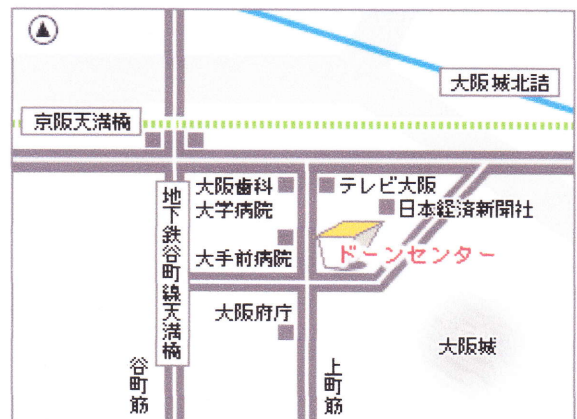 大阪城北詰
京阪天満橋
地下鉄谷町線天満橋
大阪歯科
大学病院
テレビ大阪
日本経済新聞社
大手前病院
ドーンセンター
大阪府庁
大阪城
谷町筋
上町筋